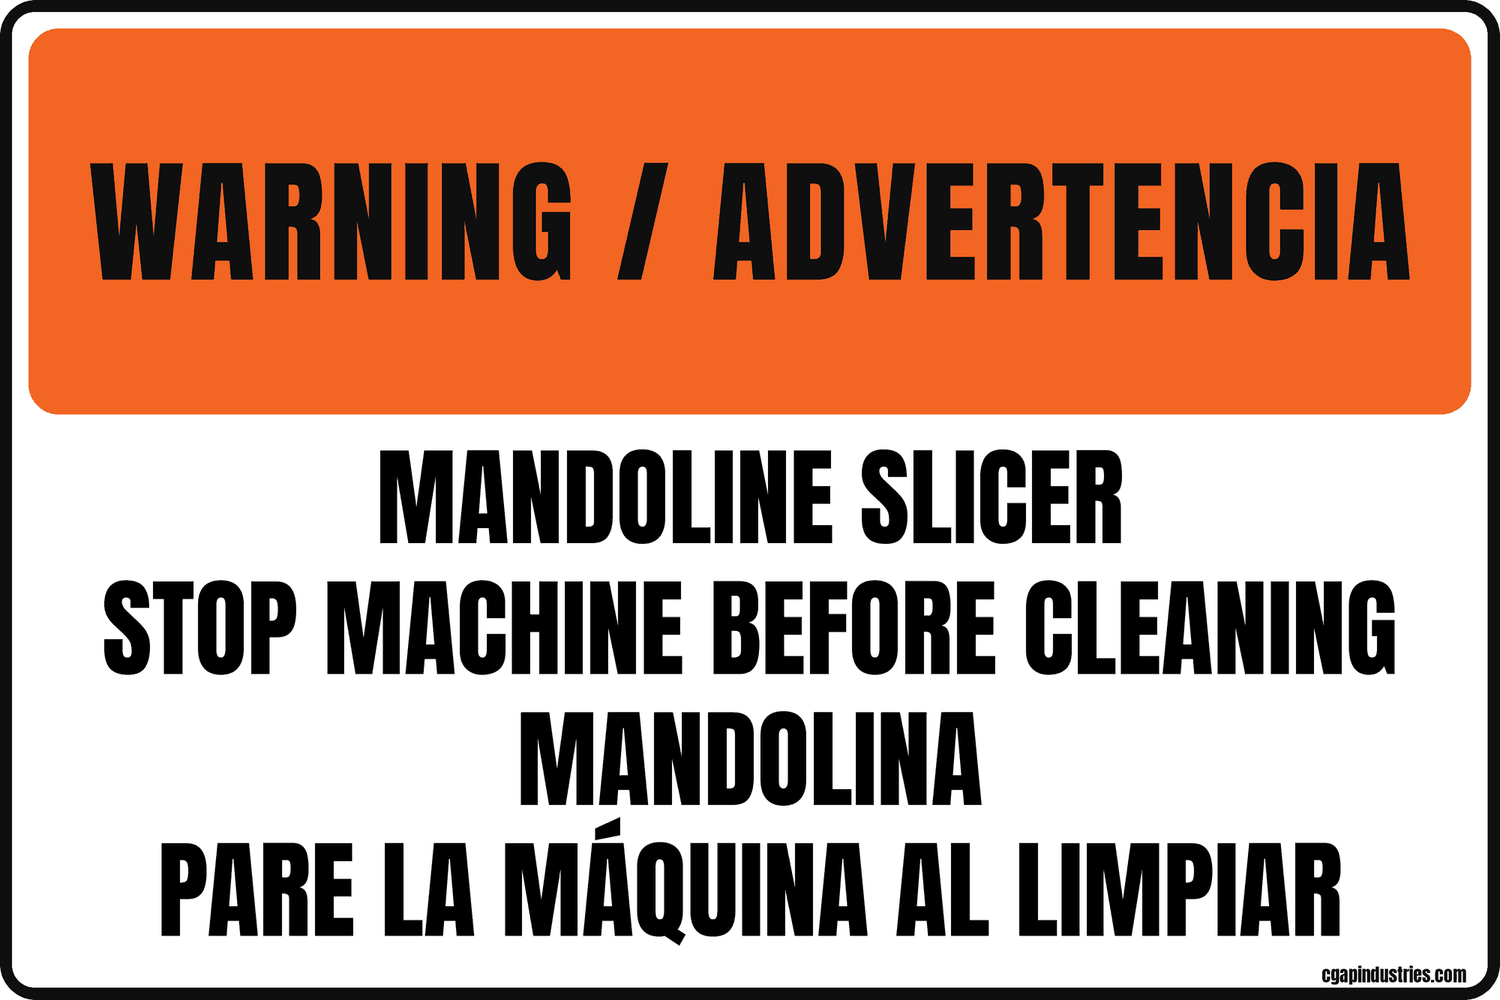 WARNING / ADVERTENCIA
MANDOLINE SLICER
STOP MACHINE BEFORE CLEANING
MANDOLINA
PARE LA MÁQUINA AL LIMPIAR
cgapindustries.com